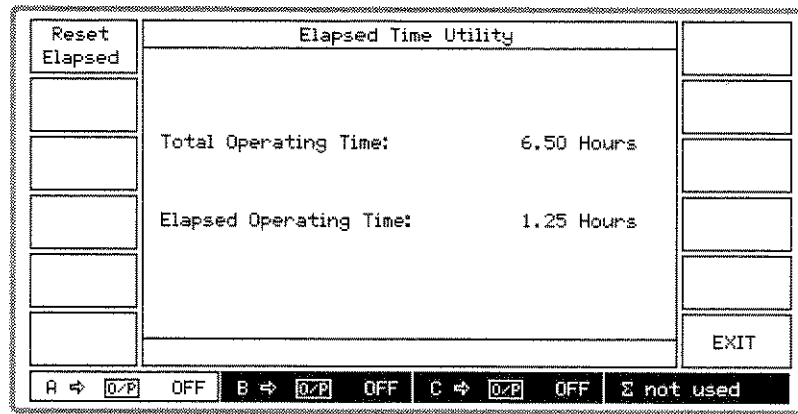 Reset
Elapsed
Elapsed Time Utility
Total Operating Time: 6.50 Hours
Elapsed Operating Time: 1.25 Hours
EXIT
A ⇨ O/P OFF B ⇨ O/P OFF C ⇨ O/P OFF Σ not used